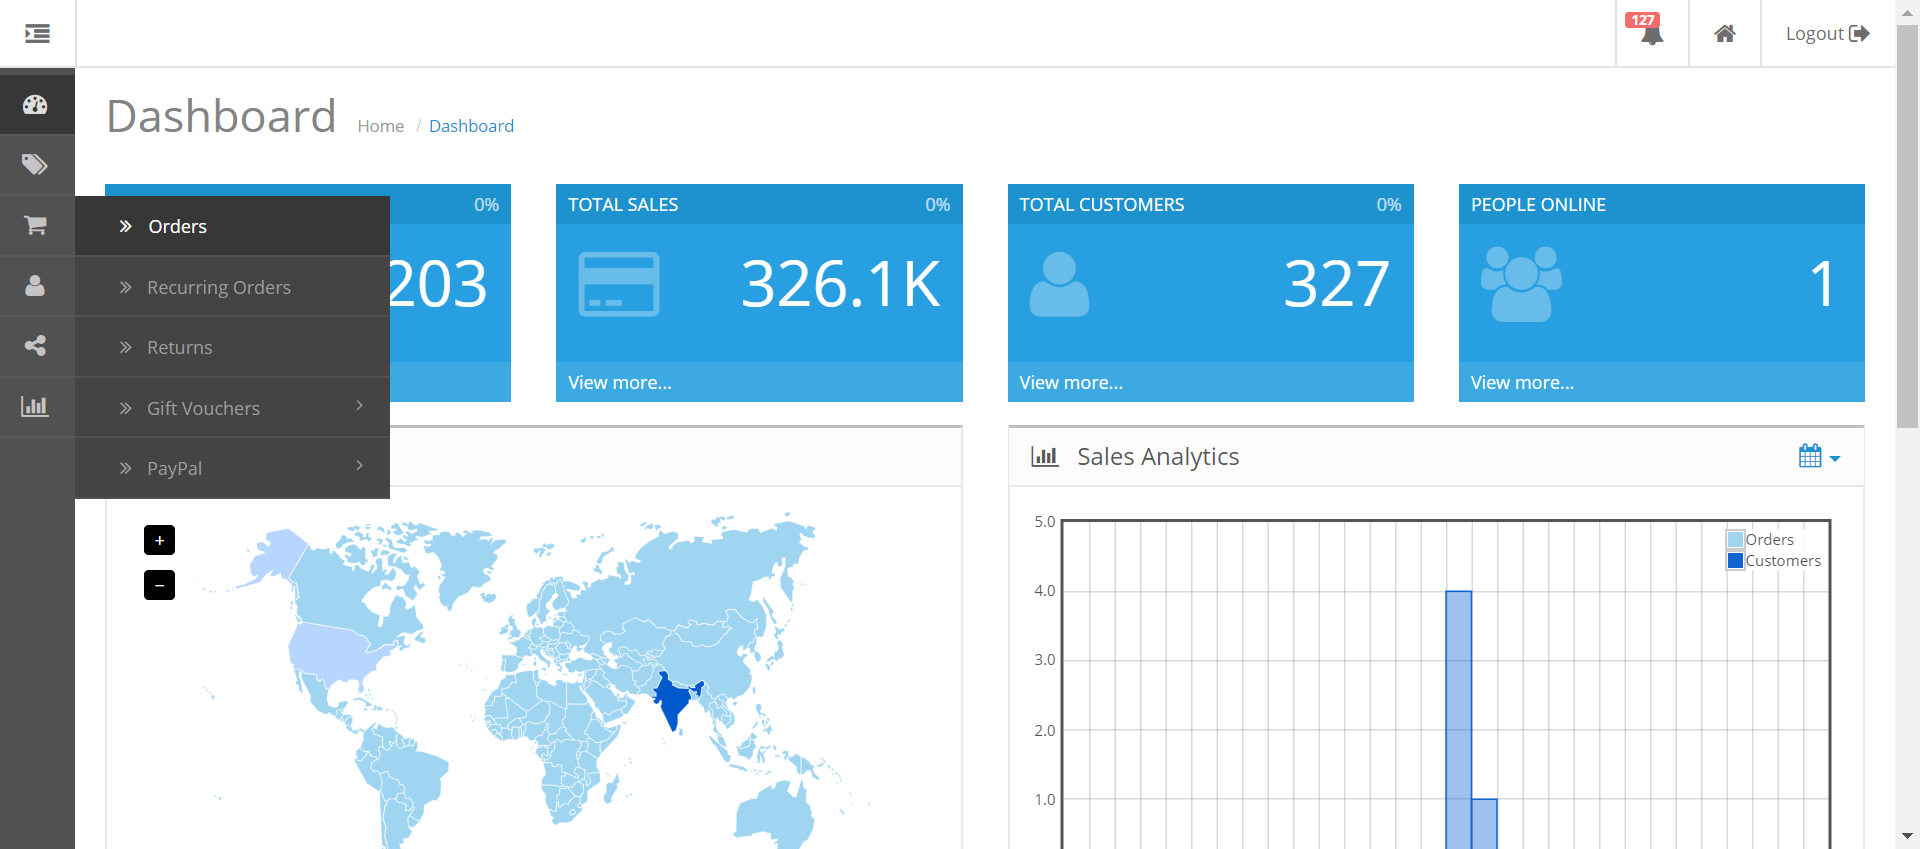 127
Logout
Dashboard
Home / Dashboard
0%
203
TOTAL SALES 0%
326.1K
View more...
TOTAL CUSTOMERS 0%
327
View more...
PEOPLE ONLINE
1
View more...
Orders
Recurring Orders
Returns
Gift Vouchers
PayPal
+
−
Sales Analytics
5.0
4.0
3.0
2.0
1.0
Orders
Customers